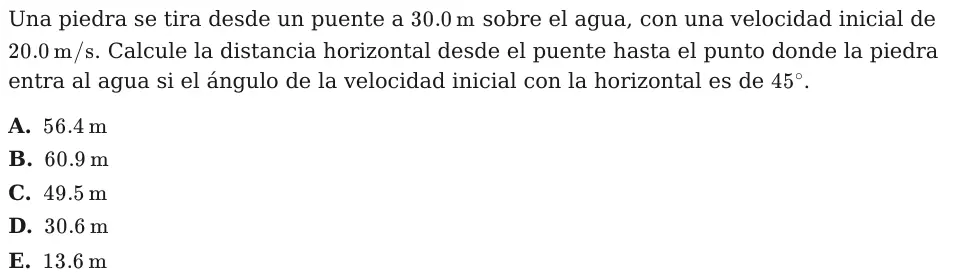 Una piedra se tira desde un puente a 30.0 m sobre el agua, con una velocidad inicial de
20.0 m/s. Calcule la distancia horizontal desde el puente hasta el punto donde la piedra
entra al agua si el ángulo de la velocidad inicial con la horizontal es de 45°.
A. 56.4 m
B. 60.9 m
C. 49.5 m
D. 30.6 m
E. 13.6 m